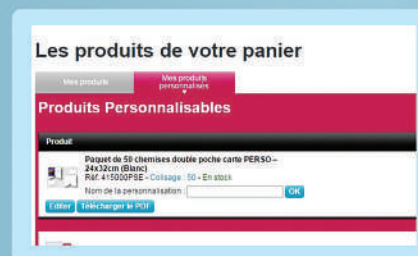 Les produits de votre panier
Mes produits
Mes produits
personnalisés
Produits Personnalisables
Produit
Paquet de 50 chemises double poche carte PERSO –
24x32cm (Blanc)
Réf: 415000PSE - Colisage : 50 - En stock
Nom de la personnalisation :
OK
Editer
Télécharger le PDF